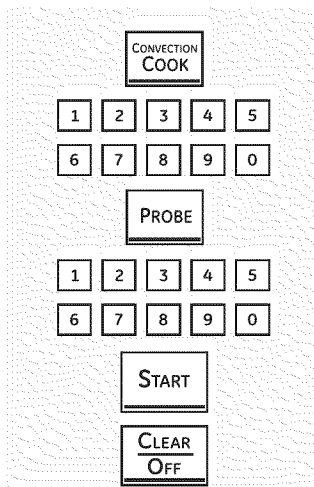 CONVECTION
COOK
1 2 3 4 5
6 7 8 9 0
PROBE
1 2 3 4 5
6 7 8 9 0
START
CLEAR
OFF